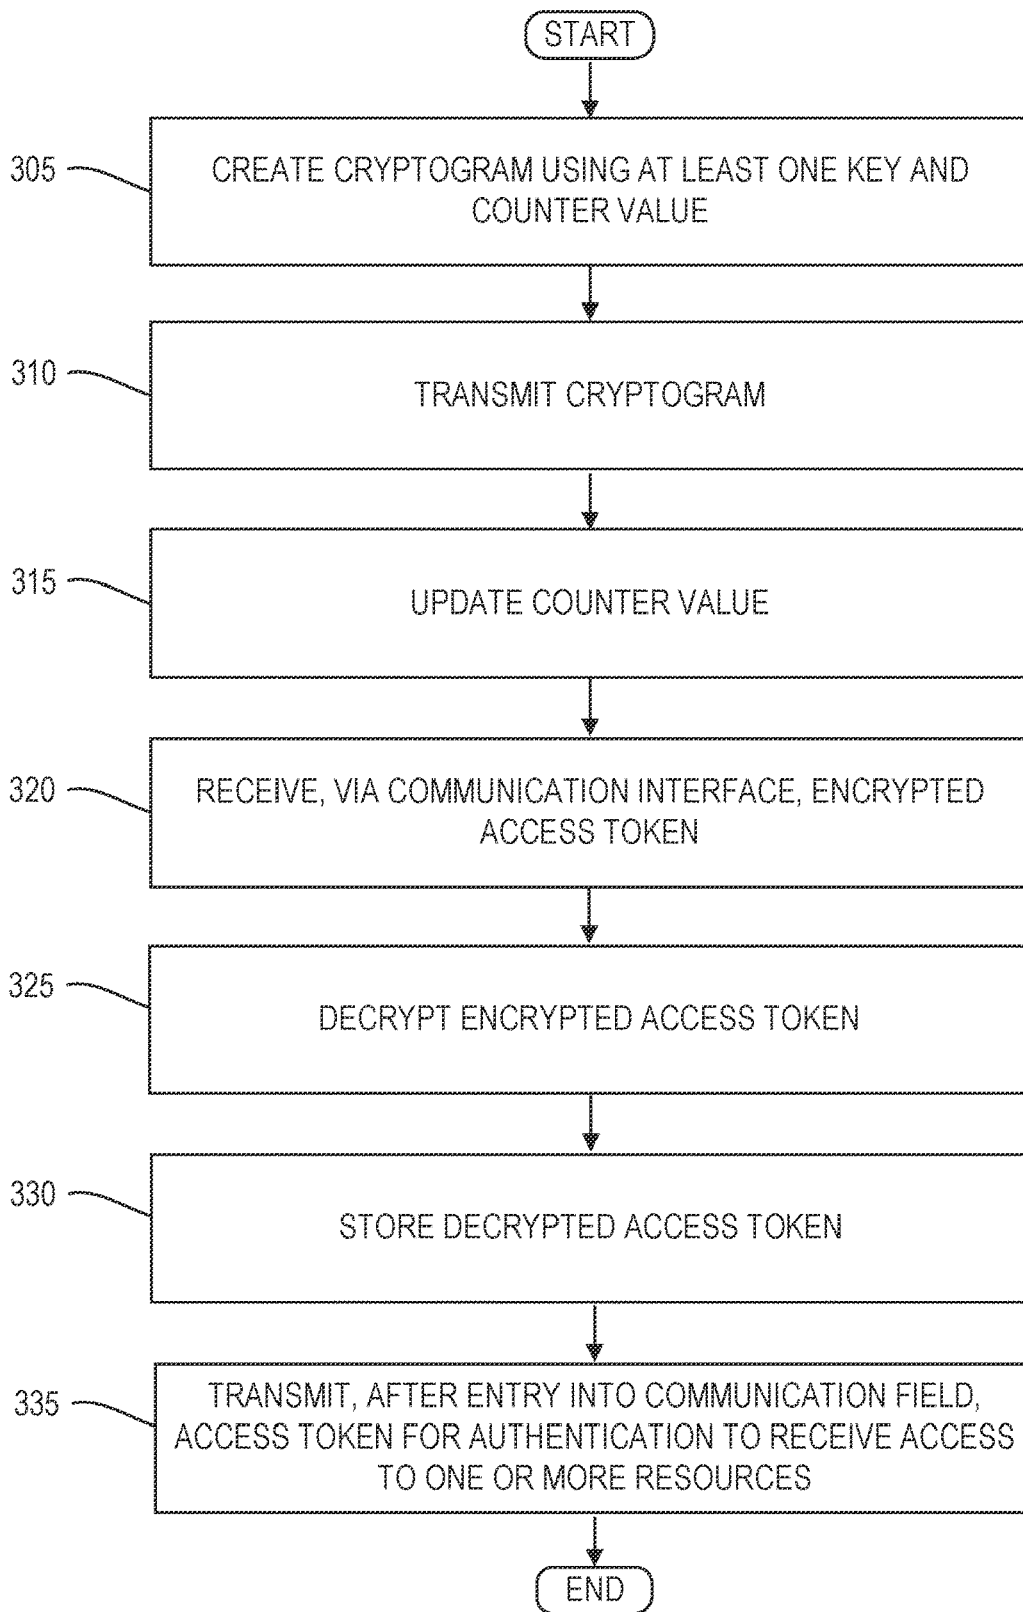 START
305
CREATE CRYPTOGRAM USING AT LEAST ONE KEY AND
COUNTER VALUE
310
TRANSMIT CRYPTOGRAM
315
UPDATE COUNTER VALUE
320
RECEIVE, VIA COMMUNICATION INTERFACE, ENCRYPTED
ACCESS TOKEN
325
DECRYPT ENCRYPTED ACCESS TOKEN
330
STORE DECRYPTED ACCESS TOKEN
335
TRANSMIT, AFTER ENTRY INTO COMMUNICATION FIELD,
ACCESS TOKEN FOR AUTHENTICATION TO RECEIVE ACCESS
TO ONE OR MORE RESOURCES
END